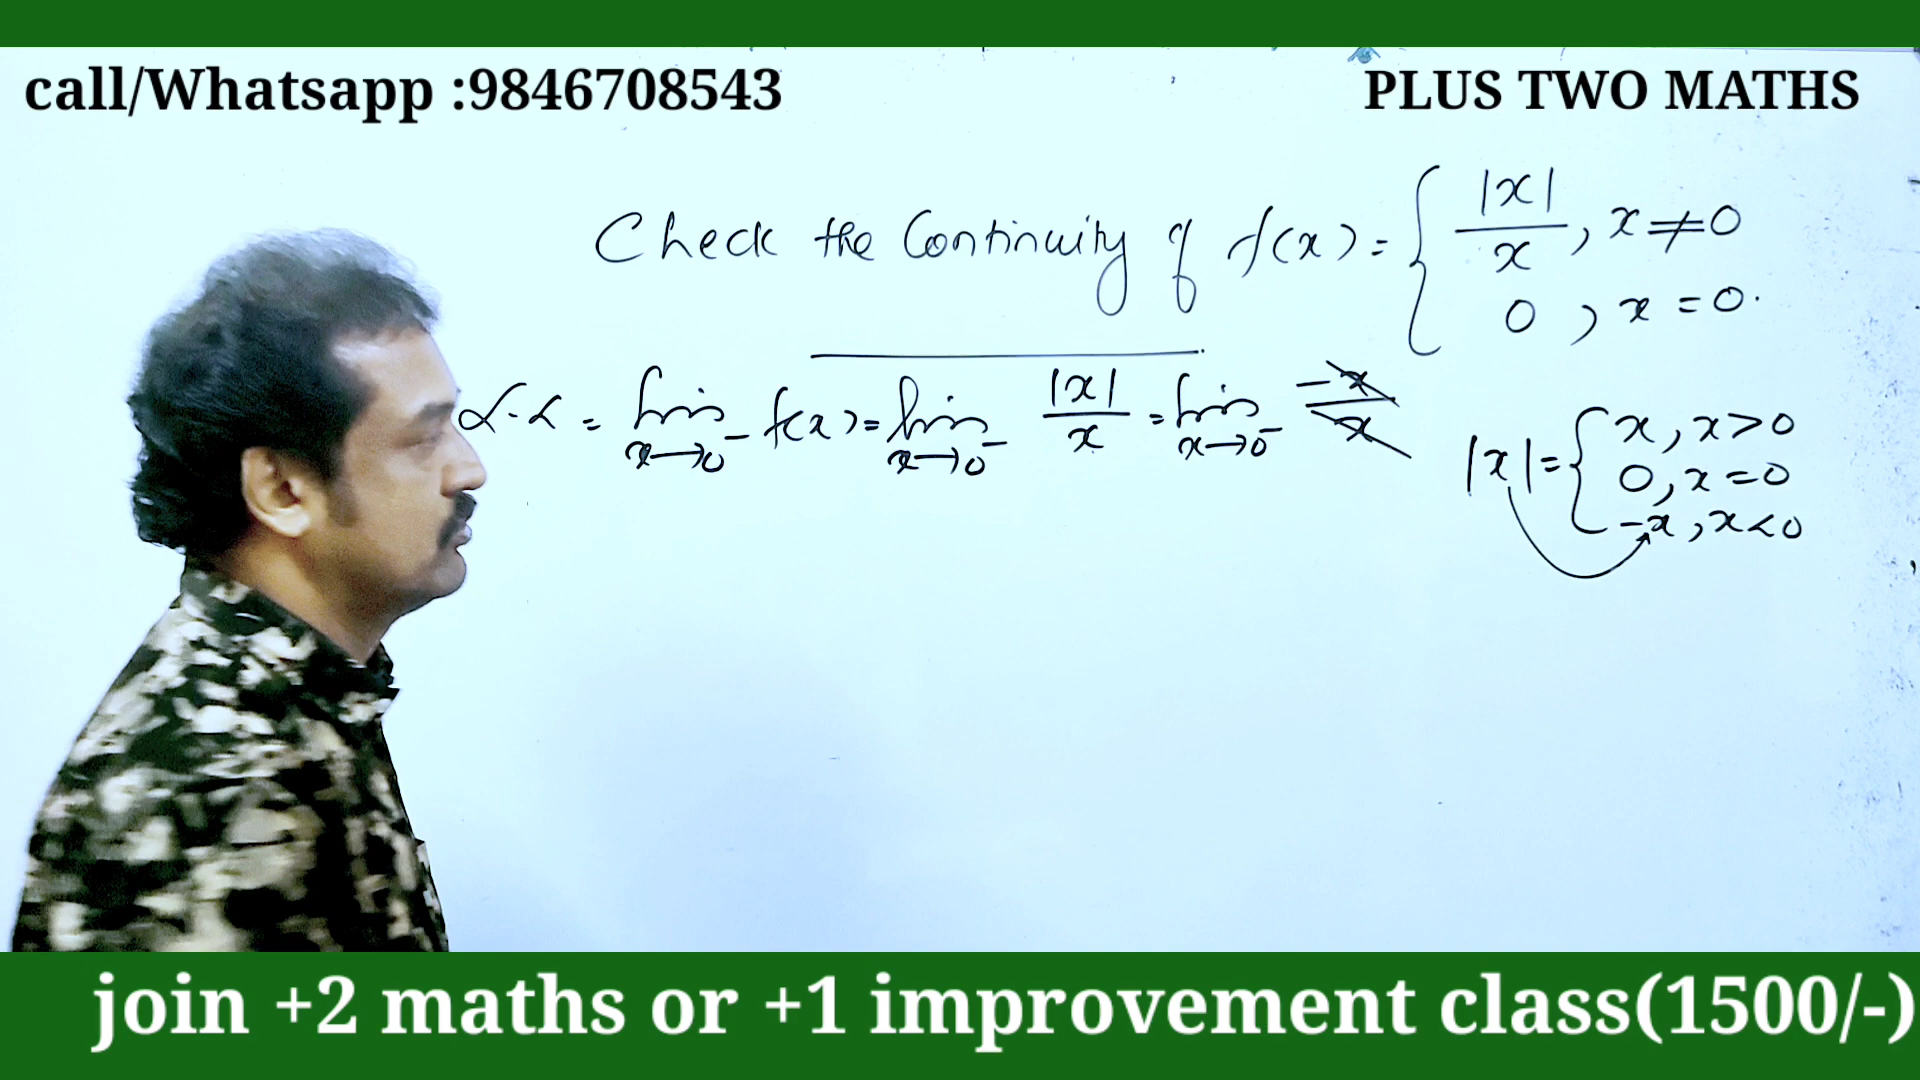 call/Whatsapp :9846708543
PLUS TWO MATHS
Check the Continuity of f(x) = { |x|/x , x ≠ 0
0 , x = 0.
L.L = lim x→0⁻ f(x) = lim x→0⁻ |x|/x = lim x→0⁻ -x/x
|x| = { x, x > 0
0, x = 0
-x, x < 0
join +2 maths or +1 improvement class(1500/-)